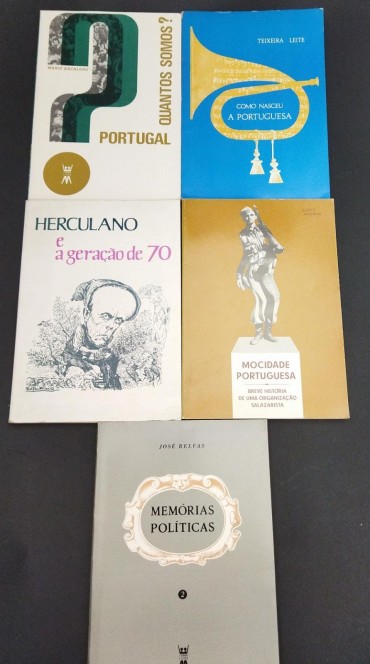 PORTUGAL
QUANTOS SOMOS?
TEIXEIRA LEITE
COMO NASCEU
A PORTUGUESA
HERCULANO
e
a geração de 70
MOCIDADE
PORTUGUESA
BREVE HISTÓRIA
DE UMA ORGANIZAÇÃO
SALAZARISTA
JOSÉ RELVAS
MEMÓRIAS
POLÍTICAS
2